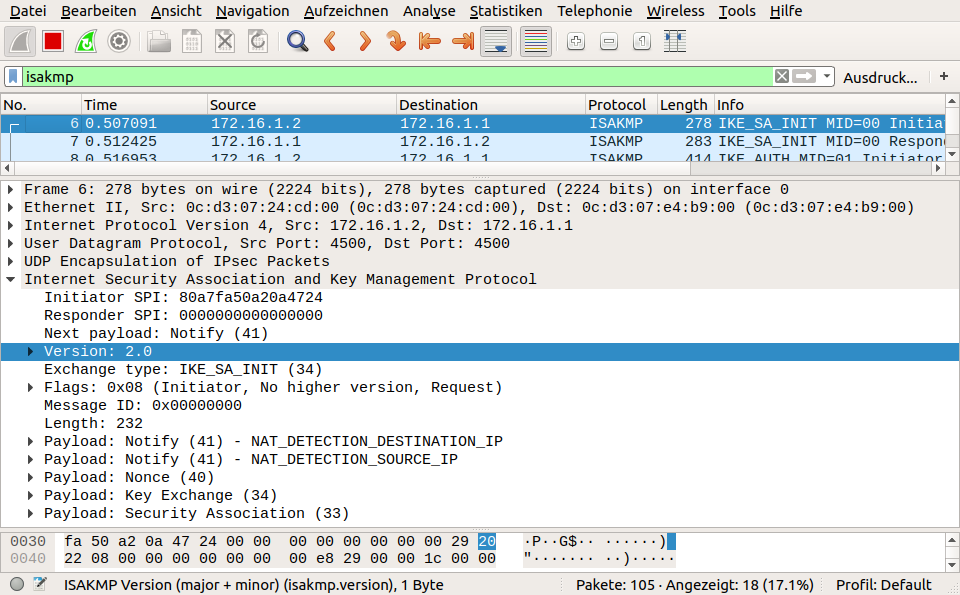 Datei Bearbeiten Ansicht Navigation Aufzeichnen Analyse Statistiken Telephonie Wireless Tools Hilfe
isakmp Ausdruck... +
No. Time Source Destination Protocol Length Info
6 0.507091 172.16.1.2 172.16.1.1 ISAKMP 278 IKE_SA_INIT MID=00 Initia
7 0.512425 172.16.1.1 172.16.1.2 ISAKMP 283 IKE_SA_INIT MID=00 Respon
8 0.516953 172.16.1.2 172.16.1.1 ISAKMP 414 IKE_AUTH MID=01 Initiator
Frame 6: 278 bytes on wire (2224 bits), 278 bytes captured (2224 bits) on interface 0
Ethernet II, Src: 0c:d3:07:24:cd:00 (0c:d3:07:24:cd:00), Dst: 0c:d3:07:e4:b9:00 (0c:d3:07:e4:b9:00)
Internet Protocol Version 4, Src: 172.16.1.2, Dst: 172.16.1.1
User Datagram Protocol, Src Port: 4500, Dst Port: 4500
UDP Encapsulation of IPsec Packets
Internet Security Association and Key Management Protocol
Initiator SPI: 80a7fa50a20a4724
Responder SPI: 0000000000000000
Next payload: Notify (41)
Version: 2.0
Exchange type: IKE_SA_INIT (34)
Flags: 0x08 (Initiator, No higher version, Request)
Message ID: 0x00000000
Length: 232
Payload: Notify (41) - NAT_DETECTION_DESTINATION_IP
Payload: Notify (41) - NAT_DETECTION_SOURCE_IP
Payload: Nonce (40)
Payload: Key Exchange (34)
Payload: Security Association (33)
0030 fa 50 a2 0a 47 24 00 00 00 00 00 00 00 00 29 20 ·P··G$·· ······)
0040 22 08 00 00 00 00 00 00 00 e8 29 00 00 1c 00 00 "······· ··)·····
ISAKMP Version (major + minor) (isakmp.version), 1 Byte Pakete: 105 · Angezeigt: 18 (17.1%) Profil: Default